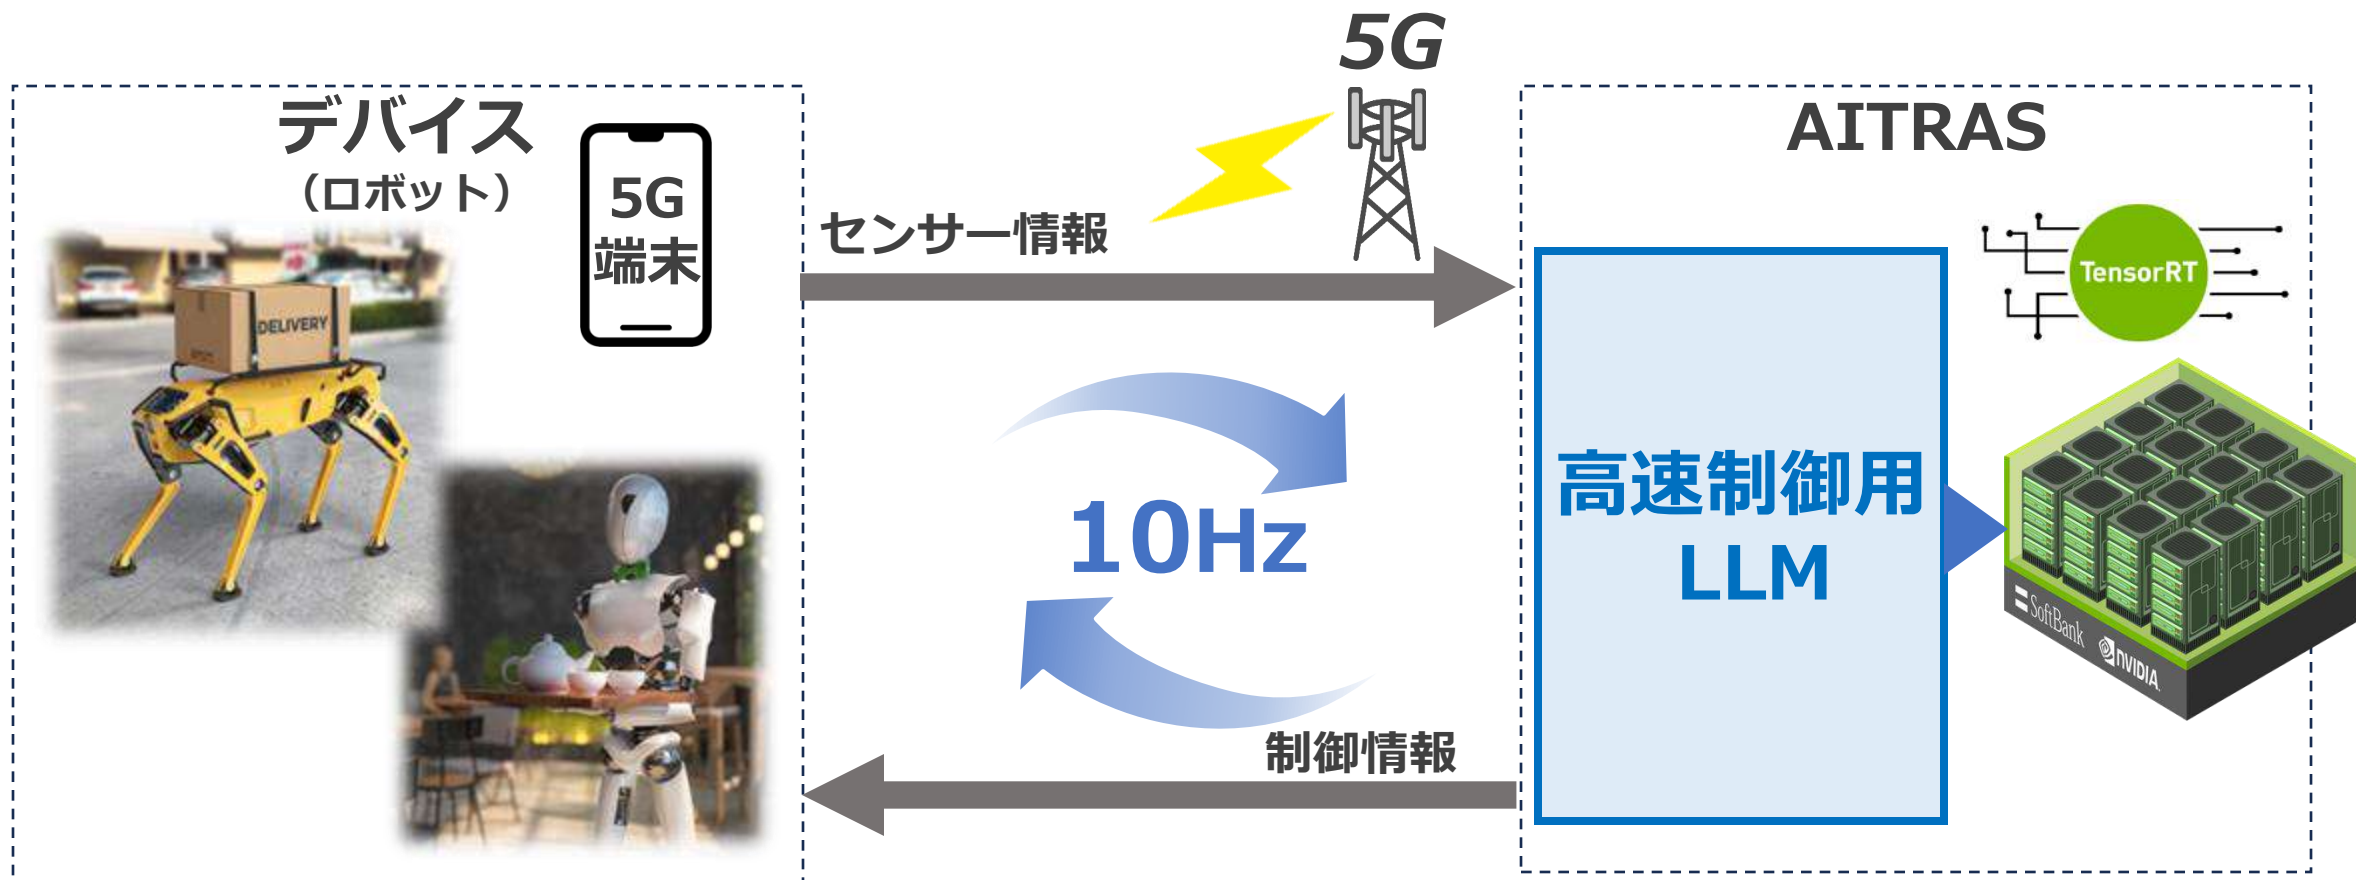 5G
デバイス
（ロボット）
5G
端末
センサー情報
AITRAS
TensorRT
DELIVERY
10Hz
高速制御用
LLM
SoftBank
NVIDIA
制御情報